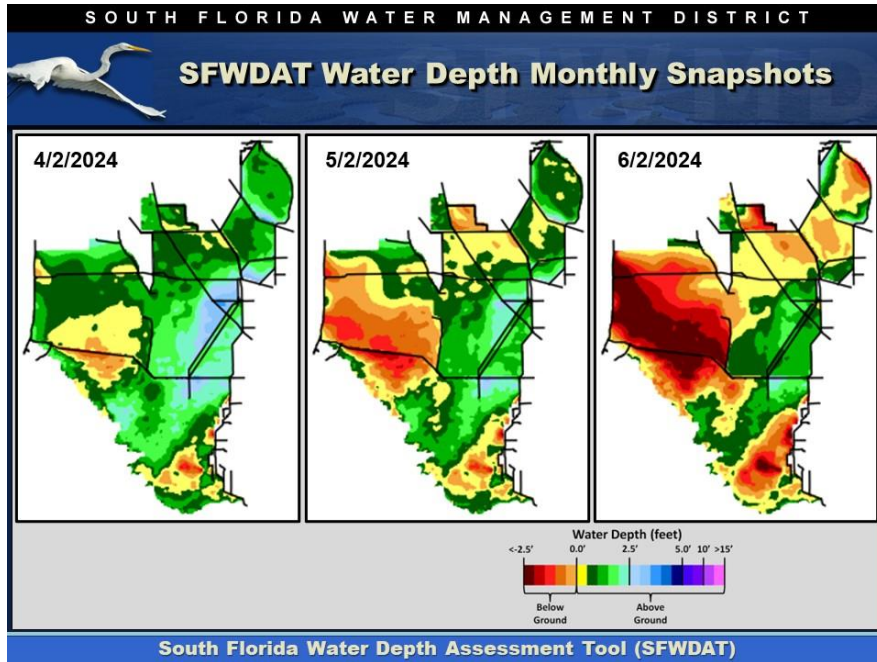 SOUTH FLORIDA WATER MANAGEMENT DISTRICT
SFWDAT Water Depth Monthly Snapshots
4/2/2024
5/2/2024
6/2/2024
Water Depth (feet)
<-2.5' 0.0' 2.5' 5.0' 10' >15'
Below Above
Ground Ground
South Florida Water Depth Assessment Tool (SFWDAT)